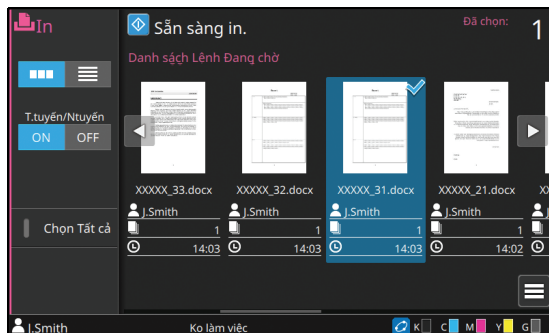 In
Sẵn sàng in.
Đã chọn:
1
Danh sách Lệnh Đang chờ
T.tuyến/Ntuyến
ON OFF
Chọn Tất cả
XXXXX_33.docx
J.Smith
1
14:03
XXXXX_32.docx
J.Smith
1
14:03
XXXXX_31.docx
J.Smith
1
14:03
XXXXX_21.docx
J.Smith
1
14:02
J.Smith
Ko làm việc
K C M Y G